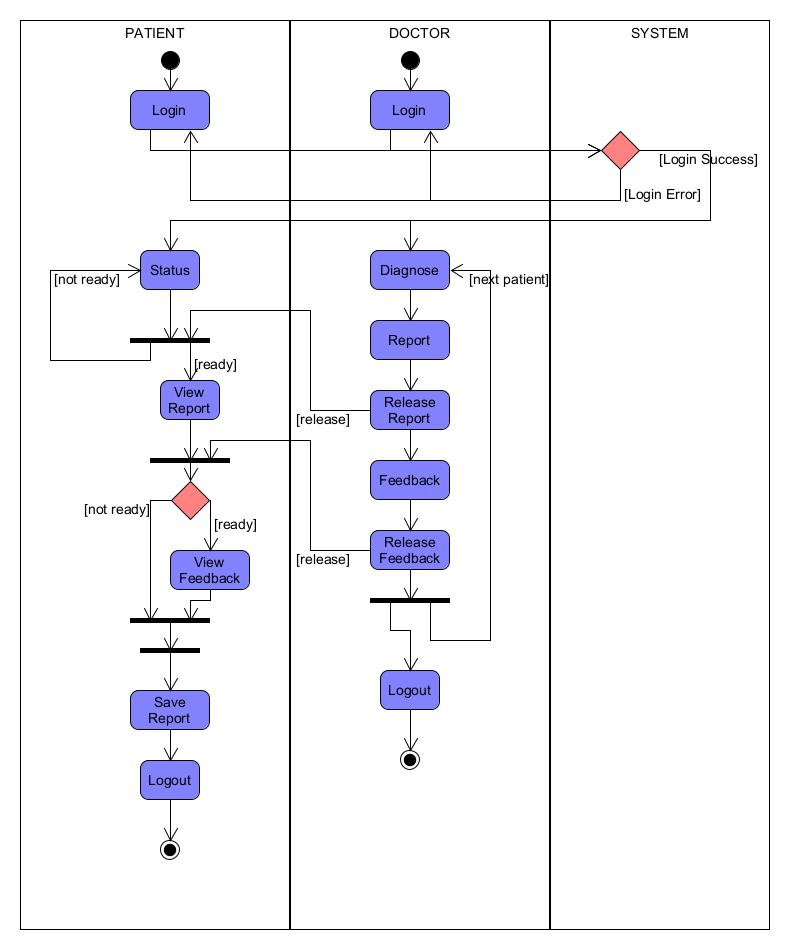 PATIENT
DOCTOR
SYSTEM
Login
Login
[Login Success]
[Login Error]
Status
[not ready]
Diagnose
[next patient]
Report
[ready]
View
Report
Release
Report
[release]
Feedback
[not ready]
[ready]
View
Feedback
Release
Feedback
[release]
Save
Report
Logout
Logout